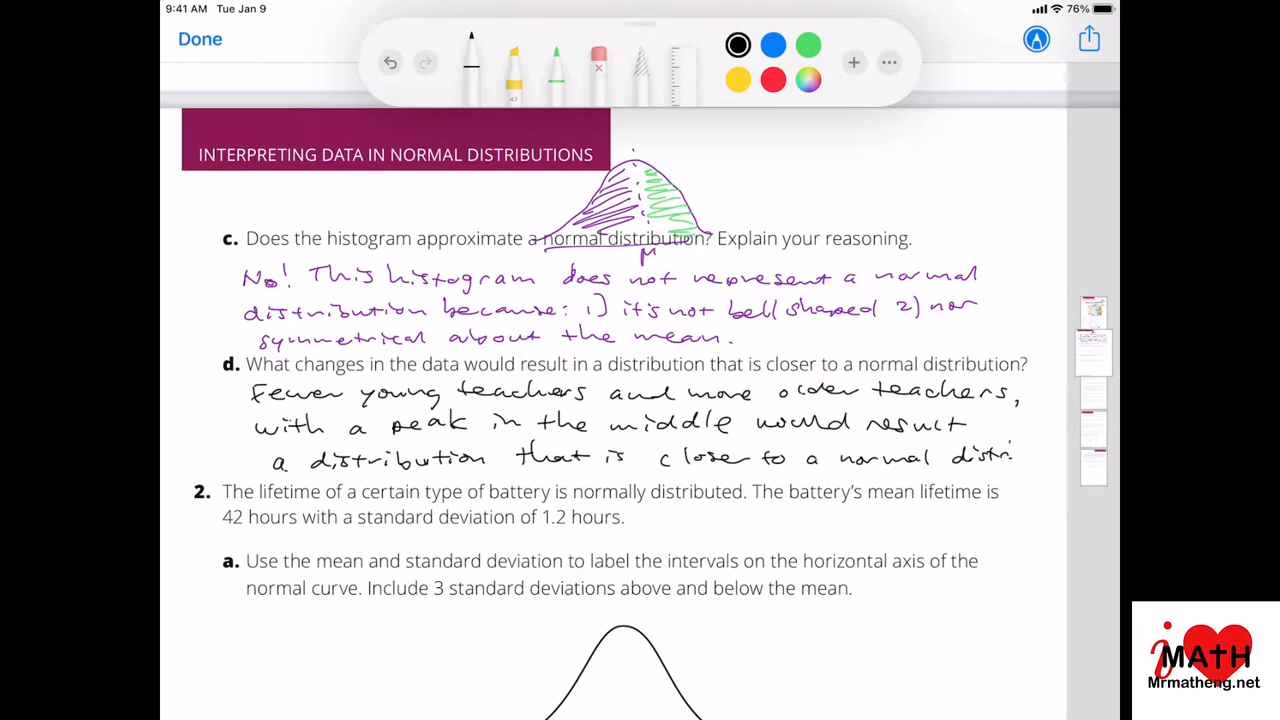 9:41 AM Tue Jan 9
76%
Done
47
INTERPRETING DATA IN NORMAL DISTRIBUTIONS
c. Does the histogram approximate a normal distribution? Explain your reasoning.
μ
No! This histogram does not represent a normal
distribution because: 1) it's not bell shaped 2) nor
symmetrical about the mean.
d. What changes in the data would result in a distribution that is closer to a normal distribution?
Fewer young teachers and more older teachers,
with a peak in the middle would result
a distribution that is closer to a normal distri
2. The lifetime of a certain type of battery is normally distributed. The battery's mean lifetime is
42 hours with a standard deviation of 1.2 hours.
a. Use the mean and standard deviation to label the intervals on the horizontal axis of the
normal curve. Include 3 standard deviations above and below the mean.
i MATH
Mrmatheng.net